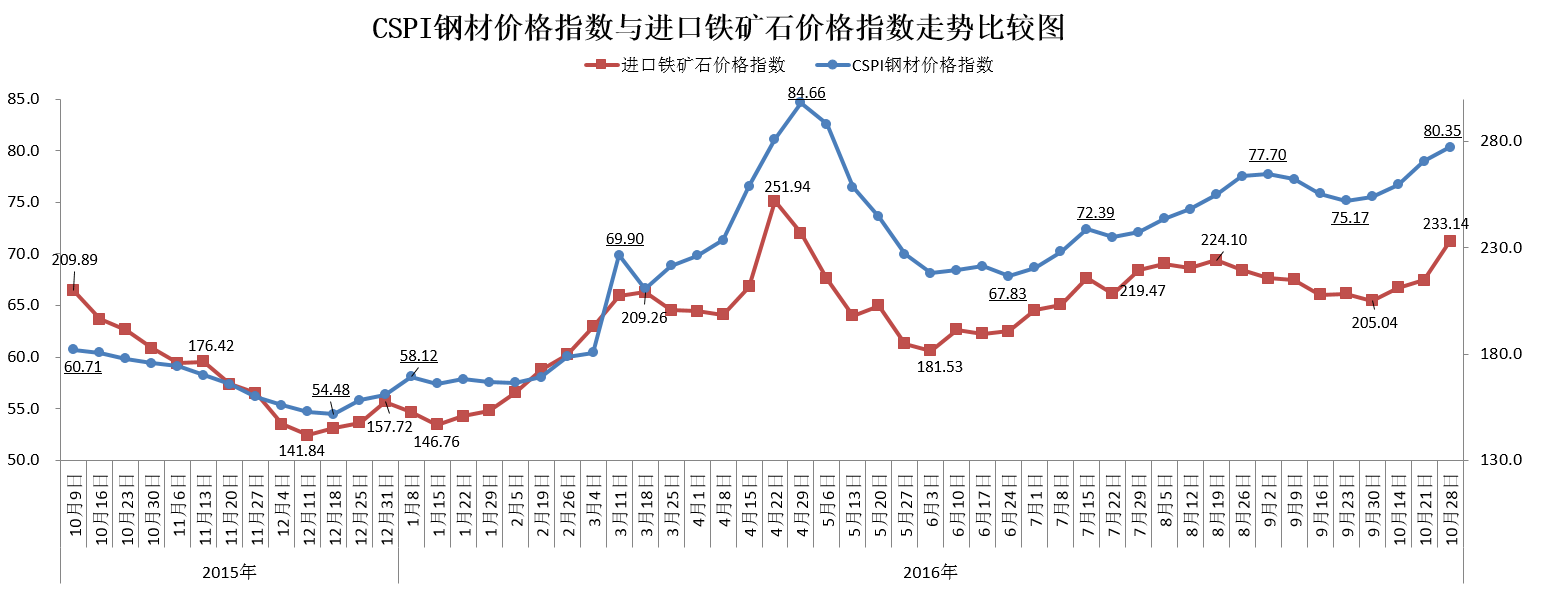 CSPI钢材价格指数与进口铁矿石价格指数走势比较图
进口铁矿石价格指数 CSPI钢材价格指数
85.0
80.0
75.0
70.0
65.0
60.0
55.0
50.0
280.0
230.0
180.0
130.0
209.89
60.71
176.42
141.84
54.48
157.72
58.12
146.76
69.90
209.26
84.66
251.94
181.53
67.83
72.39
219.47
224.10
77.70
75.17
205.04
80.35
233.14
10月9日
10月16日
10月23日
10月30日
11月6日
11月13日
11月20日
11月27日
12月4日
12月11日
12月18日
12月25日
12月31日
1月8日
1月15日
1月22日
1月29日
2月5日
2月19日
2月26日
3月4日
3月11日
3月18日
3月25日
4月1日
4月8日
4月15日
4月22日
4月29日
5月6日
5月13日
5月20日
5月27日
6月3日
6月10日
6月17日
6月24日
7月1日
7月8日
7月15日
7月22日
7月29日
8月5日
8月12日
8月19日
8月26日
9月2日
9月9日
9月16日
9月23日
9月30日
10月14日
10月21日
10月28日
2015年 2016年